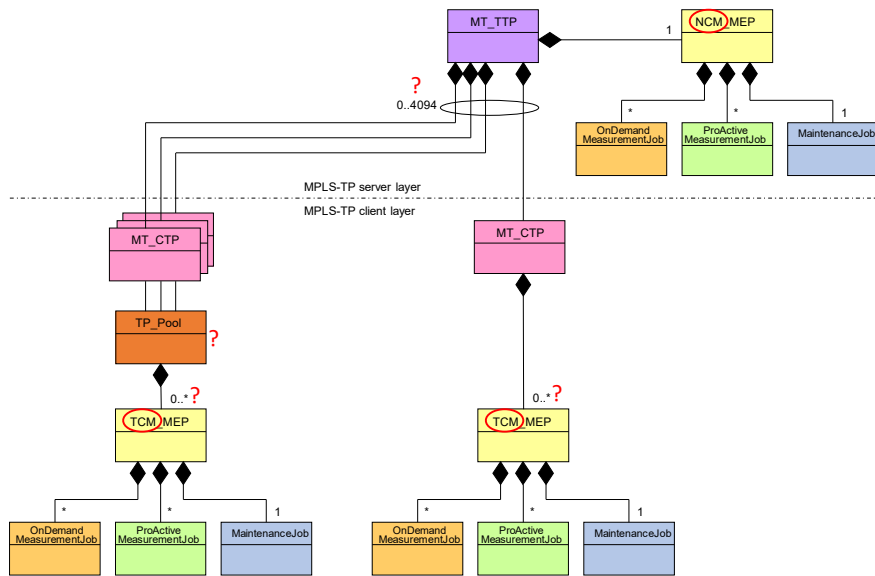 MT_TTP
1
NCM_MEP
?
0..4094
*
*
1
OnDemand
MeasurementJob
ProActive
MeasurementJob
MaintenanceJob
MPLS-TP server layer
MPLS-TP client layer
MT_CTP
MT_CTP
TP_Pool
?
0..*
?
0..*
?
TCM_MEP
TCM_MEP
*
*
1
*
*
1
OnDemand
MeasurementJob
ProActive
MeasurementJob
MaintenanceJob
OnDemand
MeasurementJob
ProActive
MeasurementJob
MaintenanceJob